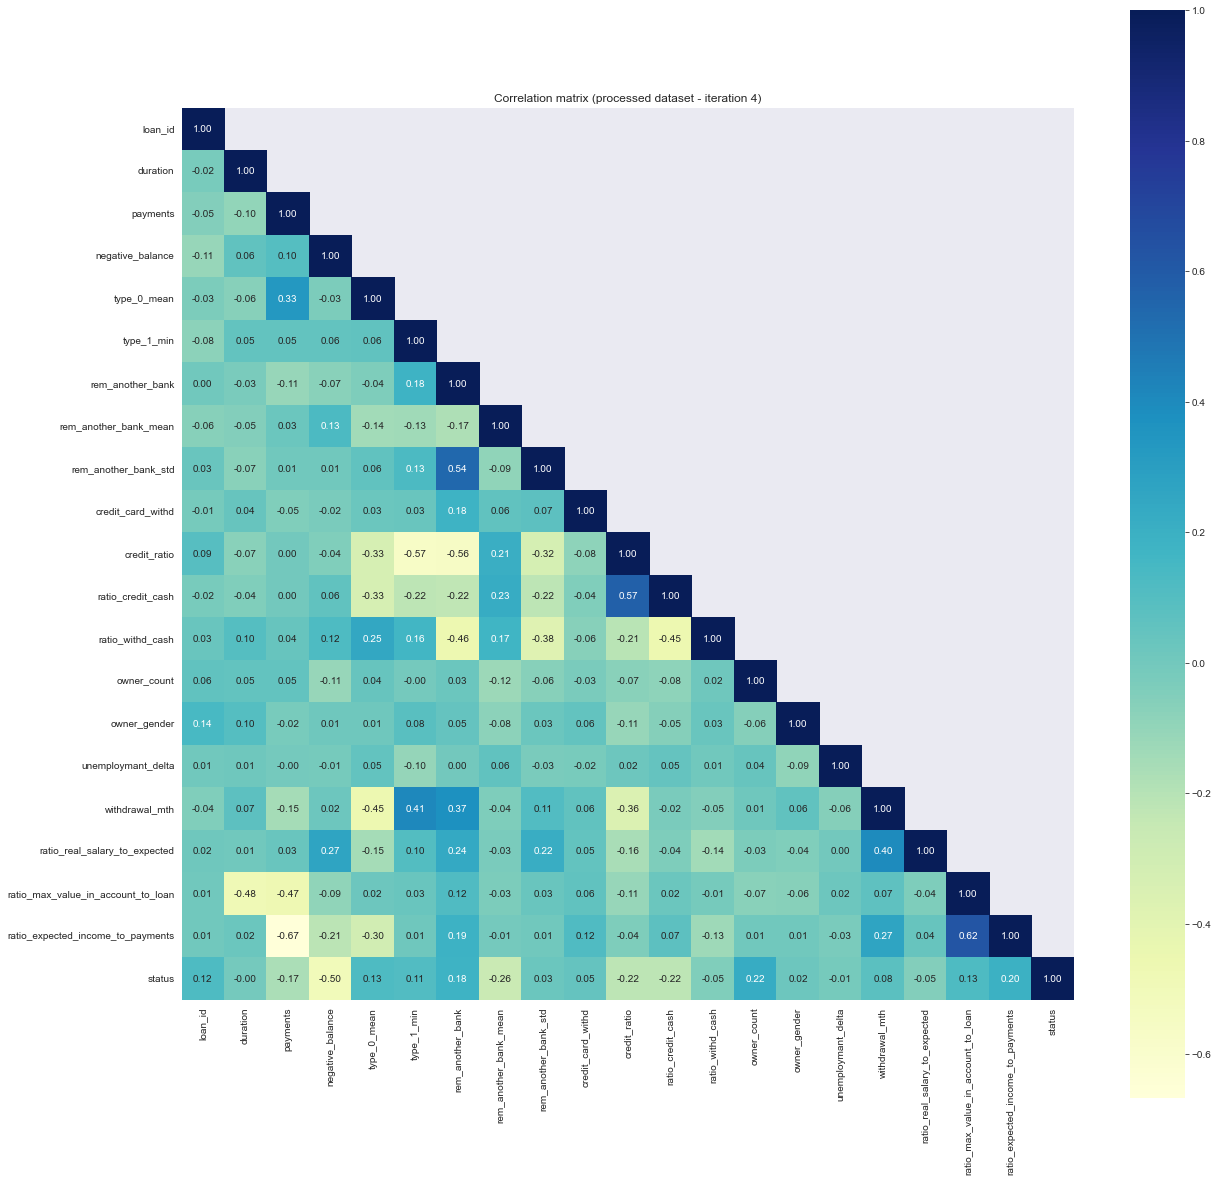 Correlation matrix (processed dataset - iteration 4)
loan_id 1.00
duration -0.02 1.00
payments -0.05 -0.10 1.00
negative_balance -0.11 0.06 0.10 1.00
type_0_mean -0.03 -0.06 0.33 -0.03 1.00
type_1_min -0.08 0.05 0.05 0.06 0.06 1.00
rem_another_bank 0.00 -0.03 -0.11 -0.07 -0.04 0.18 1.00
rem_another_bank_mean -0.06 -0.05 0.03 0.13 -0.14 -0.13 -0.17 1.00
rem_another_bank_std 0.03 -0.07 0.01 0.01 0.06 0.13 0.54 -0.09 1.00
credit_card_withd -0.01 0.04 -0.05 -0.02 0.03 0.03 0.18 0.06 0.07 1.00
credit_ratio 0.09 -0.07 0.00 -0.04 -0.33 -0.57 -0.56 0.21 -0.32 -0.08 1.00
ratio_credit_cash -0.02 -0.04 0.00 0.06 -0.33 -0.22 -0.22 0.23 -0.22 -0.04 0.57 1.00
ratio_withd_cash 0.03 0.10 0.04 0.12 0.25 0.16 -0.46 0.17 -0.38 -0.06 -0.21 -0.45 1.00
owner_count 0.06 0.05 0.05 -0.11 0.04 -0.00 0.03 -0.12 -0.06 -0.03 -0.07 -0.08 0.02 1.00
owner_gender 0.14 0.10 -0.02 0.01 0.01 0.08 0.05 -0.08 0.03 0.06 -0.11 -0.05 0.03 -0.06 1.00
unemploymant_delta 0.01 0.01 -0.00 -0.01 0.05 -0.10 0.00 0.06 -0.03 -0.02 0.02 0.05 0.01 0.04 -0.09 1.00
withdrawal_mth -0.04 0.07 -0.15 0.02 -0.45 0.41 0.37 -0.04 0.11 0.06 -0.36 -0.02 -0.05 0.01 0.06 -0.06 1.00
ratio_real_salary_to_expected 0.02 0.01 0.03 0.27 -0.15 0.10 0.24 -0.03 0.22 0.05 -0.16 -0.04 -0.14 -0.03 -0.04 0.00 0.40 1.00
ratio_max_value_in_account_to_loan 0.01 -0.48 -0.47 -0.09 0.02 0.03 0.12 -0.03 0.03 0.06 -0.11 0.02 -0.01 -0.07 -0.06 0.02 0.07 -0.04 1.00
ratio_expected_income_to_payments 0.01 0.02 -0.67 -0.21 -0.30 0.01 0.19 -0.01 0.01 0.12 -0.04 0.07 -0.13 0.01 0.01 -0.03 0.27 0.04 0.62 1.00
status 0.12 -0.00 -0.17 -0.50 0.13 0.11 0.18 -0.26 0.03 0.05 -0.22 -0.22 -0.05 0.22 0.02 -0.01 0.08 -0.05 0.13 0.20 1.00
loan_id
duration
payments
negative_balance
type_0_mean
type_1_min
rem_another_bank
rem_another_bank_mean
rem_another_bank_std
credit_card_withd
credit_ratio
ratio_credit_cash
ratio_withd_cash
owner_count
owner_gender
unemploymant_delta
withdrawal_mth
ratio_real_salary_to_expected
ratio_max_value_in_account_to_loan
ratio_expected_income_to_payments
status
1.0
0.8
0.6
0.4
0.2
0.0
−0.2
−0.4
−0.6